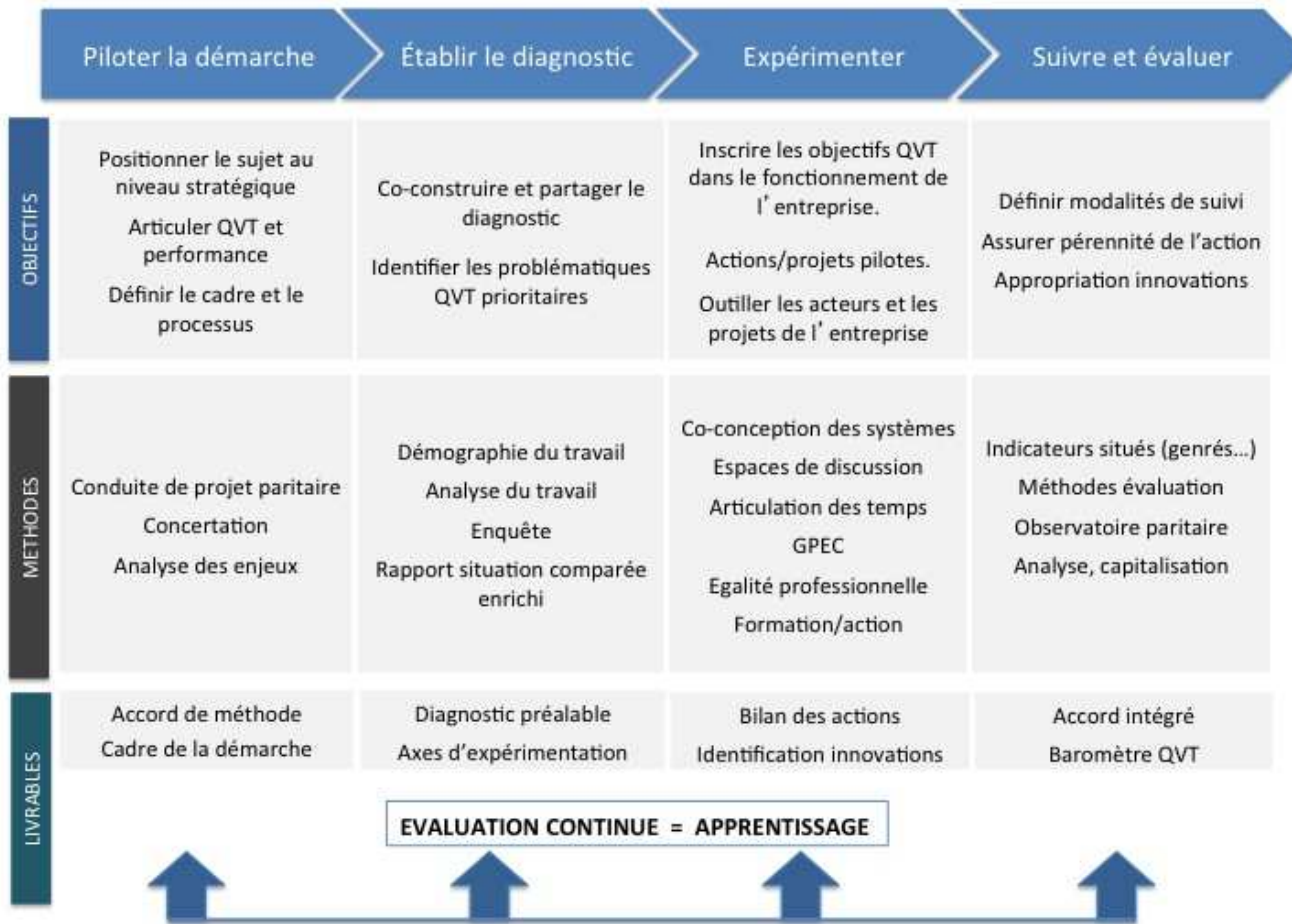 Piloter la démarche
Établir le diagnostic
Expérimenter
Suivre et évaluer
OBJECTIFS
Positionner le sujet au
niveau stratégique
Articuler QVT et
performance
Définir le cadre et le
processus
Co-construire et partager le
diagnostic
Identifier les problématiques
QVT prioritaires
Inscrire les objectifs QVT
dans le fonctionnement de
l’entreprise.
Actions/projets pilotes.
Outiller les acteurs et les
projets de l’entreprise
Définir modalités de suivi
Assurer pérennité de l’action
Appropriation innovations
METHODES
Conduite de projet paritaire
Concertation
Analyse des enjeux
Démographie du travail
Analyse du travail
Enquête
Rapport situation comparée
enrichi
Co-conception des systèmes
Espaces de discussion
Articulation des temps
GPEC
Egalité professionnelle
Formation/action
Indicateurs situés (genrés…)
Méthodes évaluation
Observatoire paritaire
Analyse, capitalisation
LIVRABLES
Accord de méthode
Cadre de la démarche
Diagnostic préalable
Axes d’expérimentation
Bilan des actions
Identification innovations
Accord intégré
Baromètre QVT
EVALUATION CONTINUE = APPRENTISSAGE